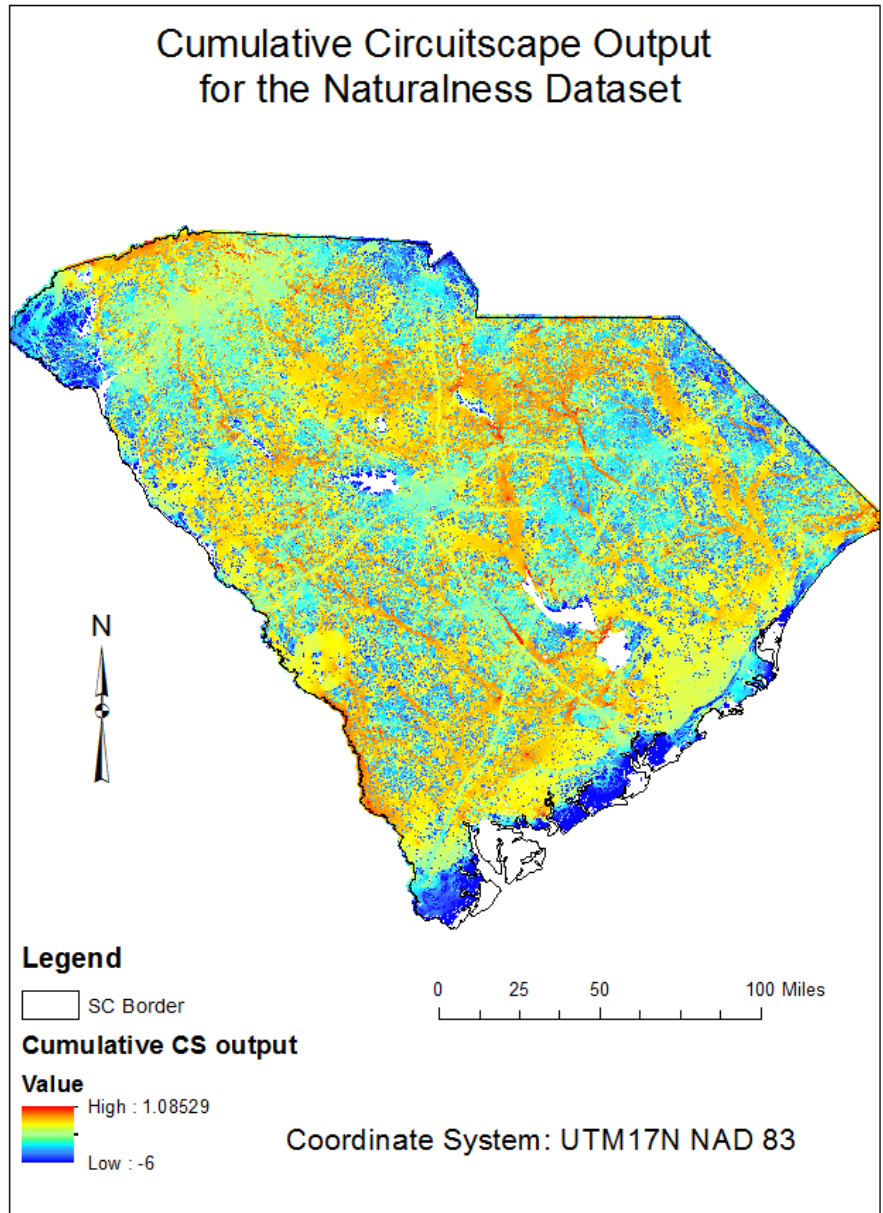 Cumulative Circuitscape Output
for the Naturalness Dataset
N
Legend
SC Border
0 25 50 100 Miles
Cumulative CS output
Value
High : 1.08529
Low : -6
Coordinate System: UTM17N NAD 83